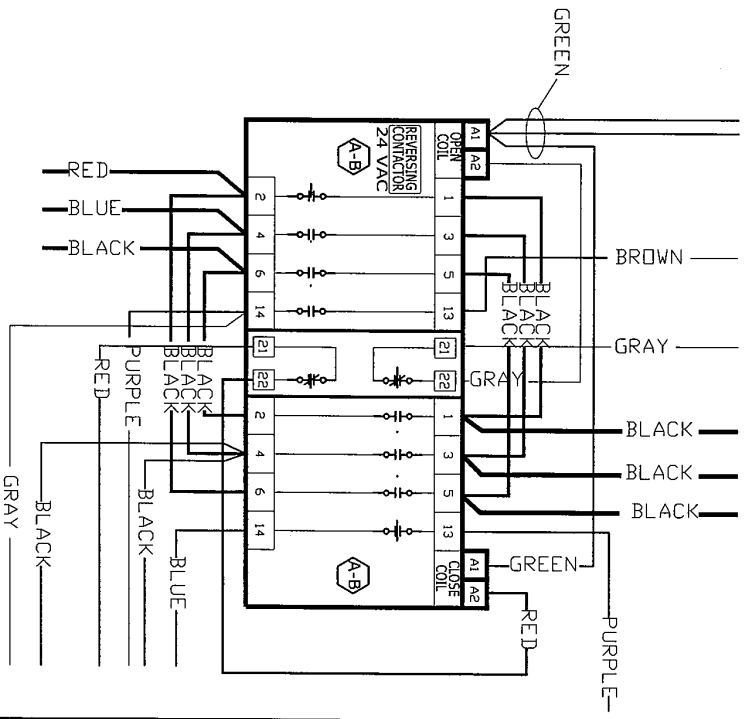 GREEN
A1
A2
OPEN
COIL
REVERSING
CONTACTOR
24 VAC
A-B
RED
BLUE
BLACK
2
4
6
14
1
3
5
13
BROWN
BLACK
BLACK
BLACK
GRAY
21
22
21
22
GRAY
RED
PURPLE
BLACK
BLACK
BLACK
2
4
6
14
1
3
5
13
BLACK
BLACK
BLACK
A-B
CLOSE
COIL
A1
A2
GREEN
RED
PURPLE
GRAY
BLACK
BLACK
BLUE